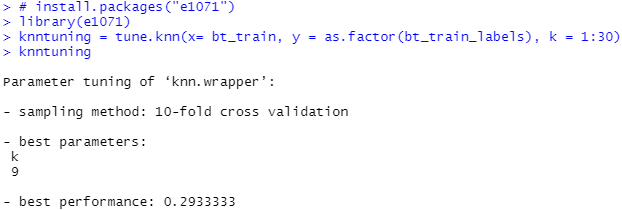 > # install.packages("e1071")
> library(e1071)
> knntuning = tune.knn(x= bt_train, y = as.factor(bt_train_labels), k = 1:30)
> knntuning
Parameter tuning of ‘knn.wrapper’:
- sampling method: 10-fold cross validation
- best parameters:
k
9
- best performance: 0.2933333